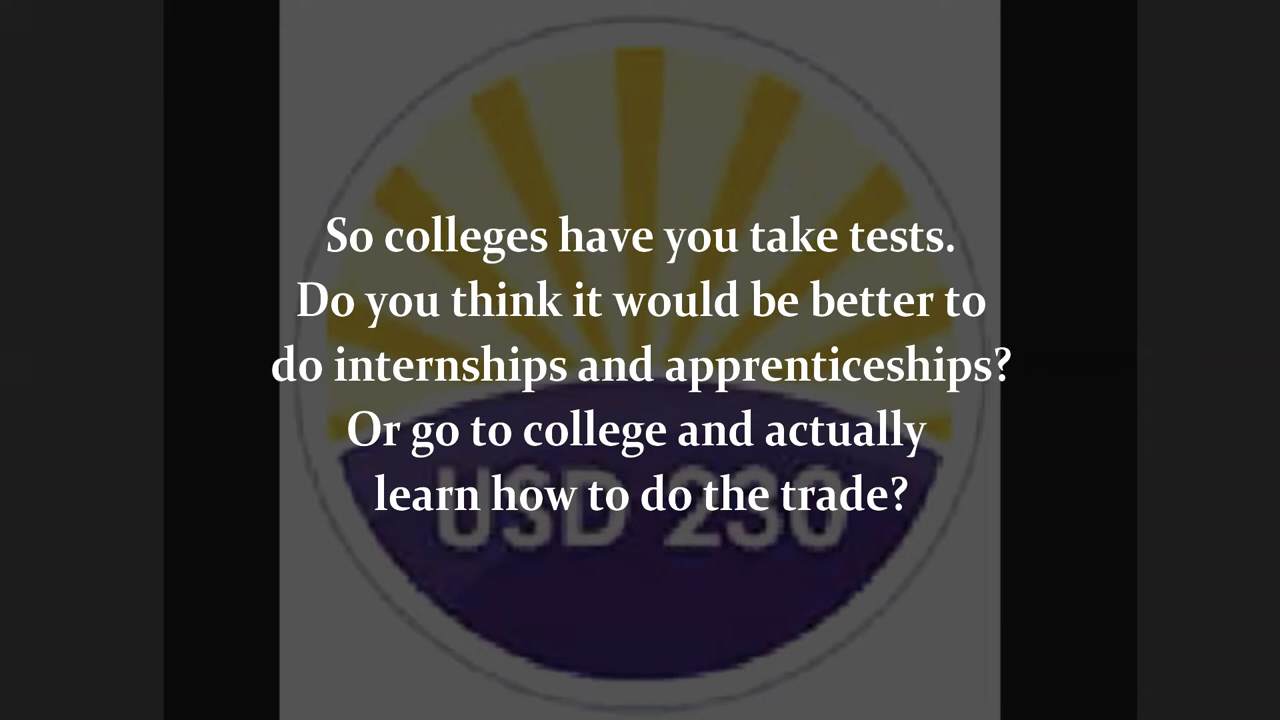 So colleges have you take tests.
Do you think it would be better to
do internships and apprenticeships?
Or go to college and actually
learn how to do the trade?
USD 230